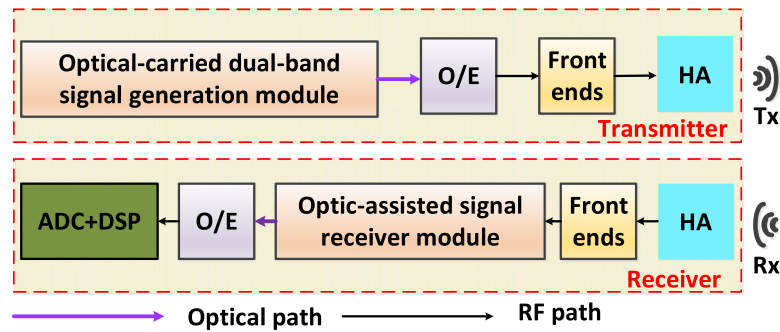 Optical-carried dual-band
signal generation module
O/E
Front
ends
HA
Tx
Transmitter
ADC+DSP
O/E
Optic-assisted signal
receiver module
Front
ends
HA
Rx
Receiver
Optical path
RF path